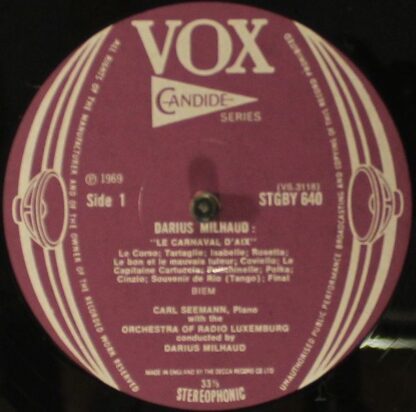 VOX
CANDIDE
SERIES
ALL RIGHTS OF THE MANUFACTURER AND OF THE OWNER OF THE RECORDED WORK RESERVED
UNAUTHORISED PUBLIC PERFORMANCE BROADCASTING AND COPYING OF THIS RECORD PROHIBITED
℗ 1969
Side 1
(VS.3116)
STGBY 640
DARIUS MILHAUD:
"LE CARNAVAL D'AIX"
Le Corso; Tartaglia; Isabelle; Rosetta;
Le bon et le mauvais tuteur; Coviello; Le
Capitaine Cartuccia; Polichinelle; Polka;
Cinzio; Souvenir de Rio (Tango); Final
BIEM
CARL SEEMANN, Piano
with the
ORCHESTRA OF RADIO LUXEMBURG
conducted by
DARIUS MILHAUD
MADE IN ENGLAND BY THE DECCA RECORD CO LTD
33⅓
STEREOPHONIC